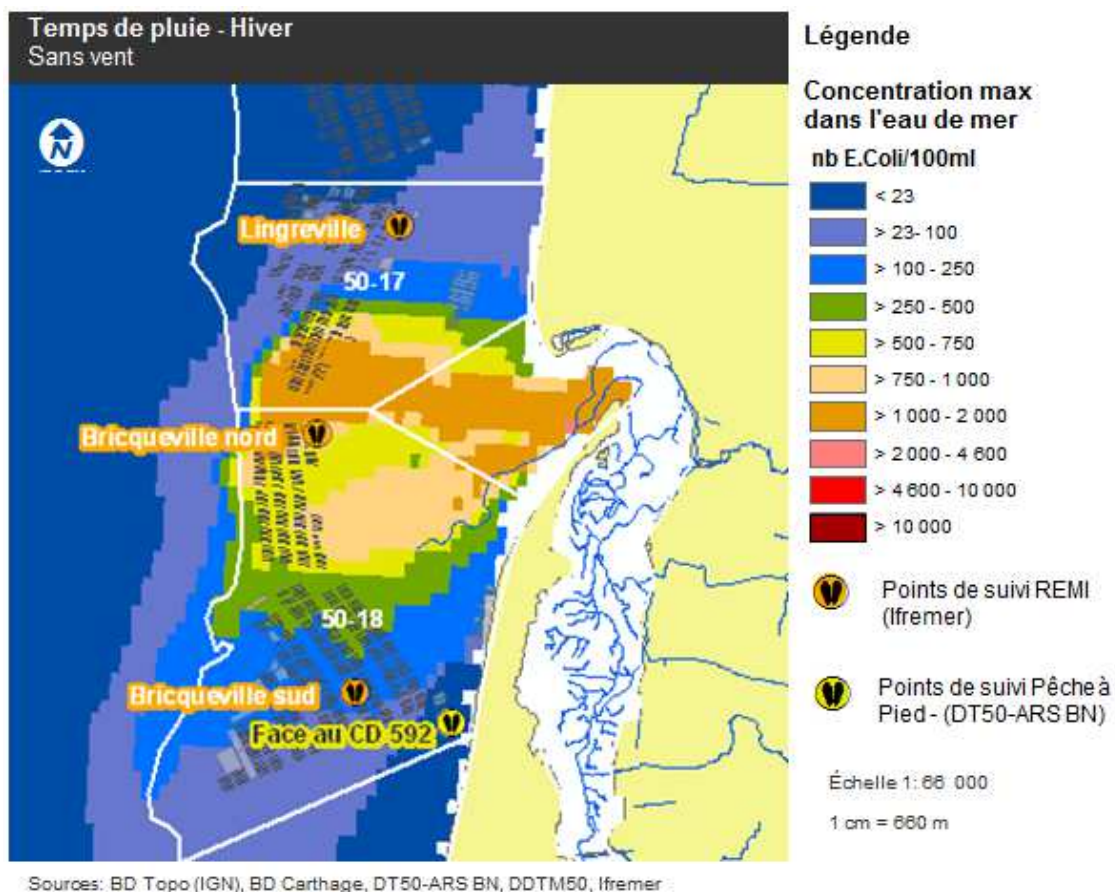 Temps de pluie - Hiver
Sans vent
N
Lingreville
50-17
Bricqueville nord
50-18
Bricqueville sud
Face au CD 592
Légende
Concentration max
dans l'eau de mer
nb E.Coli/100ml
< 23
> 23- 100
> 100 - 250
> 250 - 500
> 500 - 750
> 750 - 1 000
> 1 000 - 2 000
> 2 000 - 4 600
> 4 600 - 10 000
> 10 000
Points de suivi REMI
(Ifremer)
Points de suivi Pêche à
Pied - (DT50-ARS BN)
Échelle 1: 66 000
1 cm = 660 m
Sources: BD Topo (IGN), BD Carthage, DT50-ARS BN, DDTM50, Ifremer